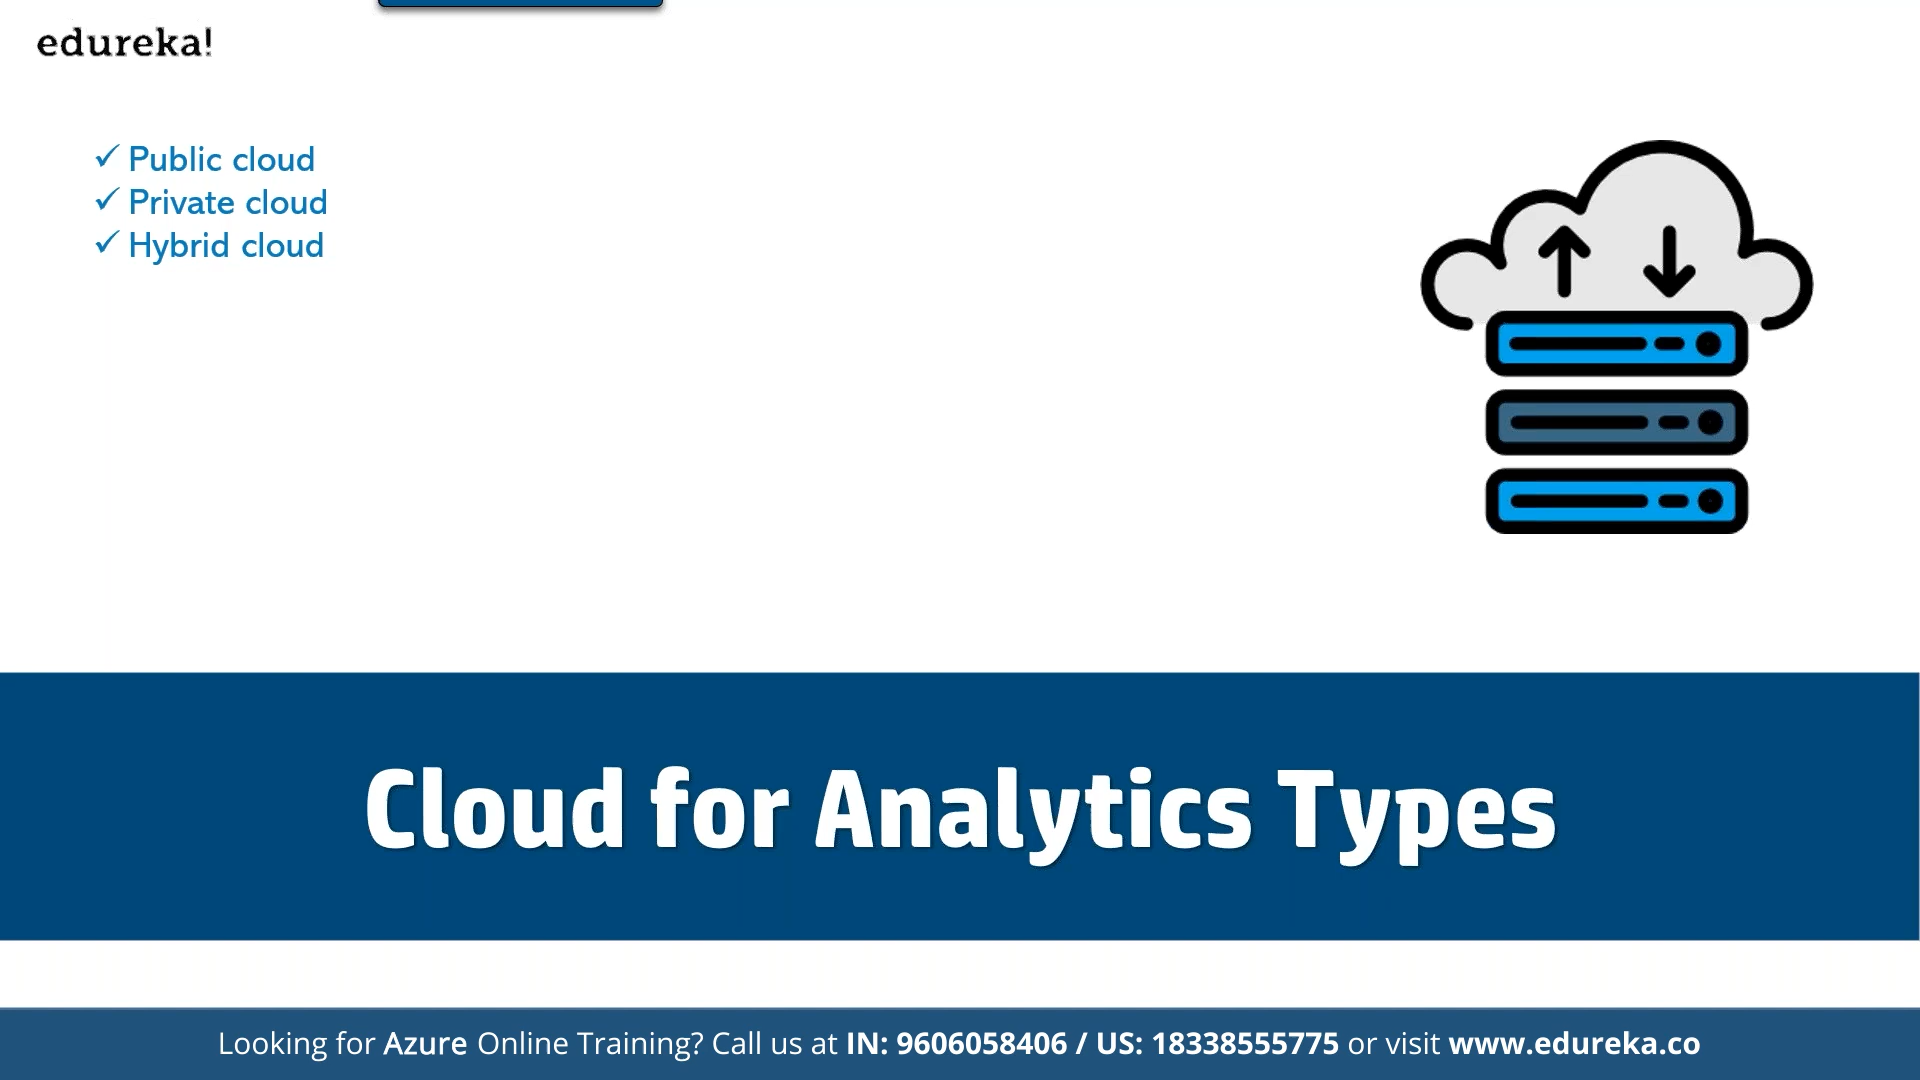 edureka!
✓ Public cloud
✓ Private cloud
✓ Hybrid cloud
Cloud for Analytics Types
Looking for Azure Online Training? Call us at IN: 9606058406 / US: 18338555775 or visit www.edureka.co